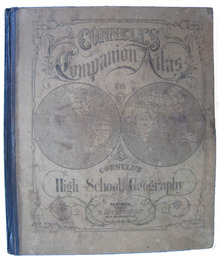 CORNELL'S
Companion Atlas
TO
CORNELL'S
High School Geography